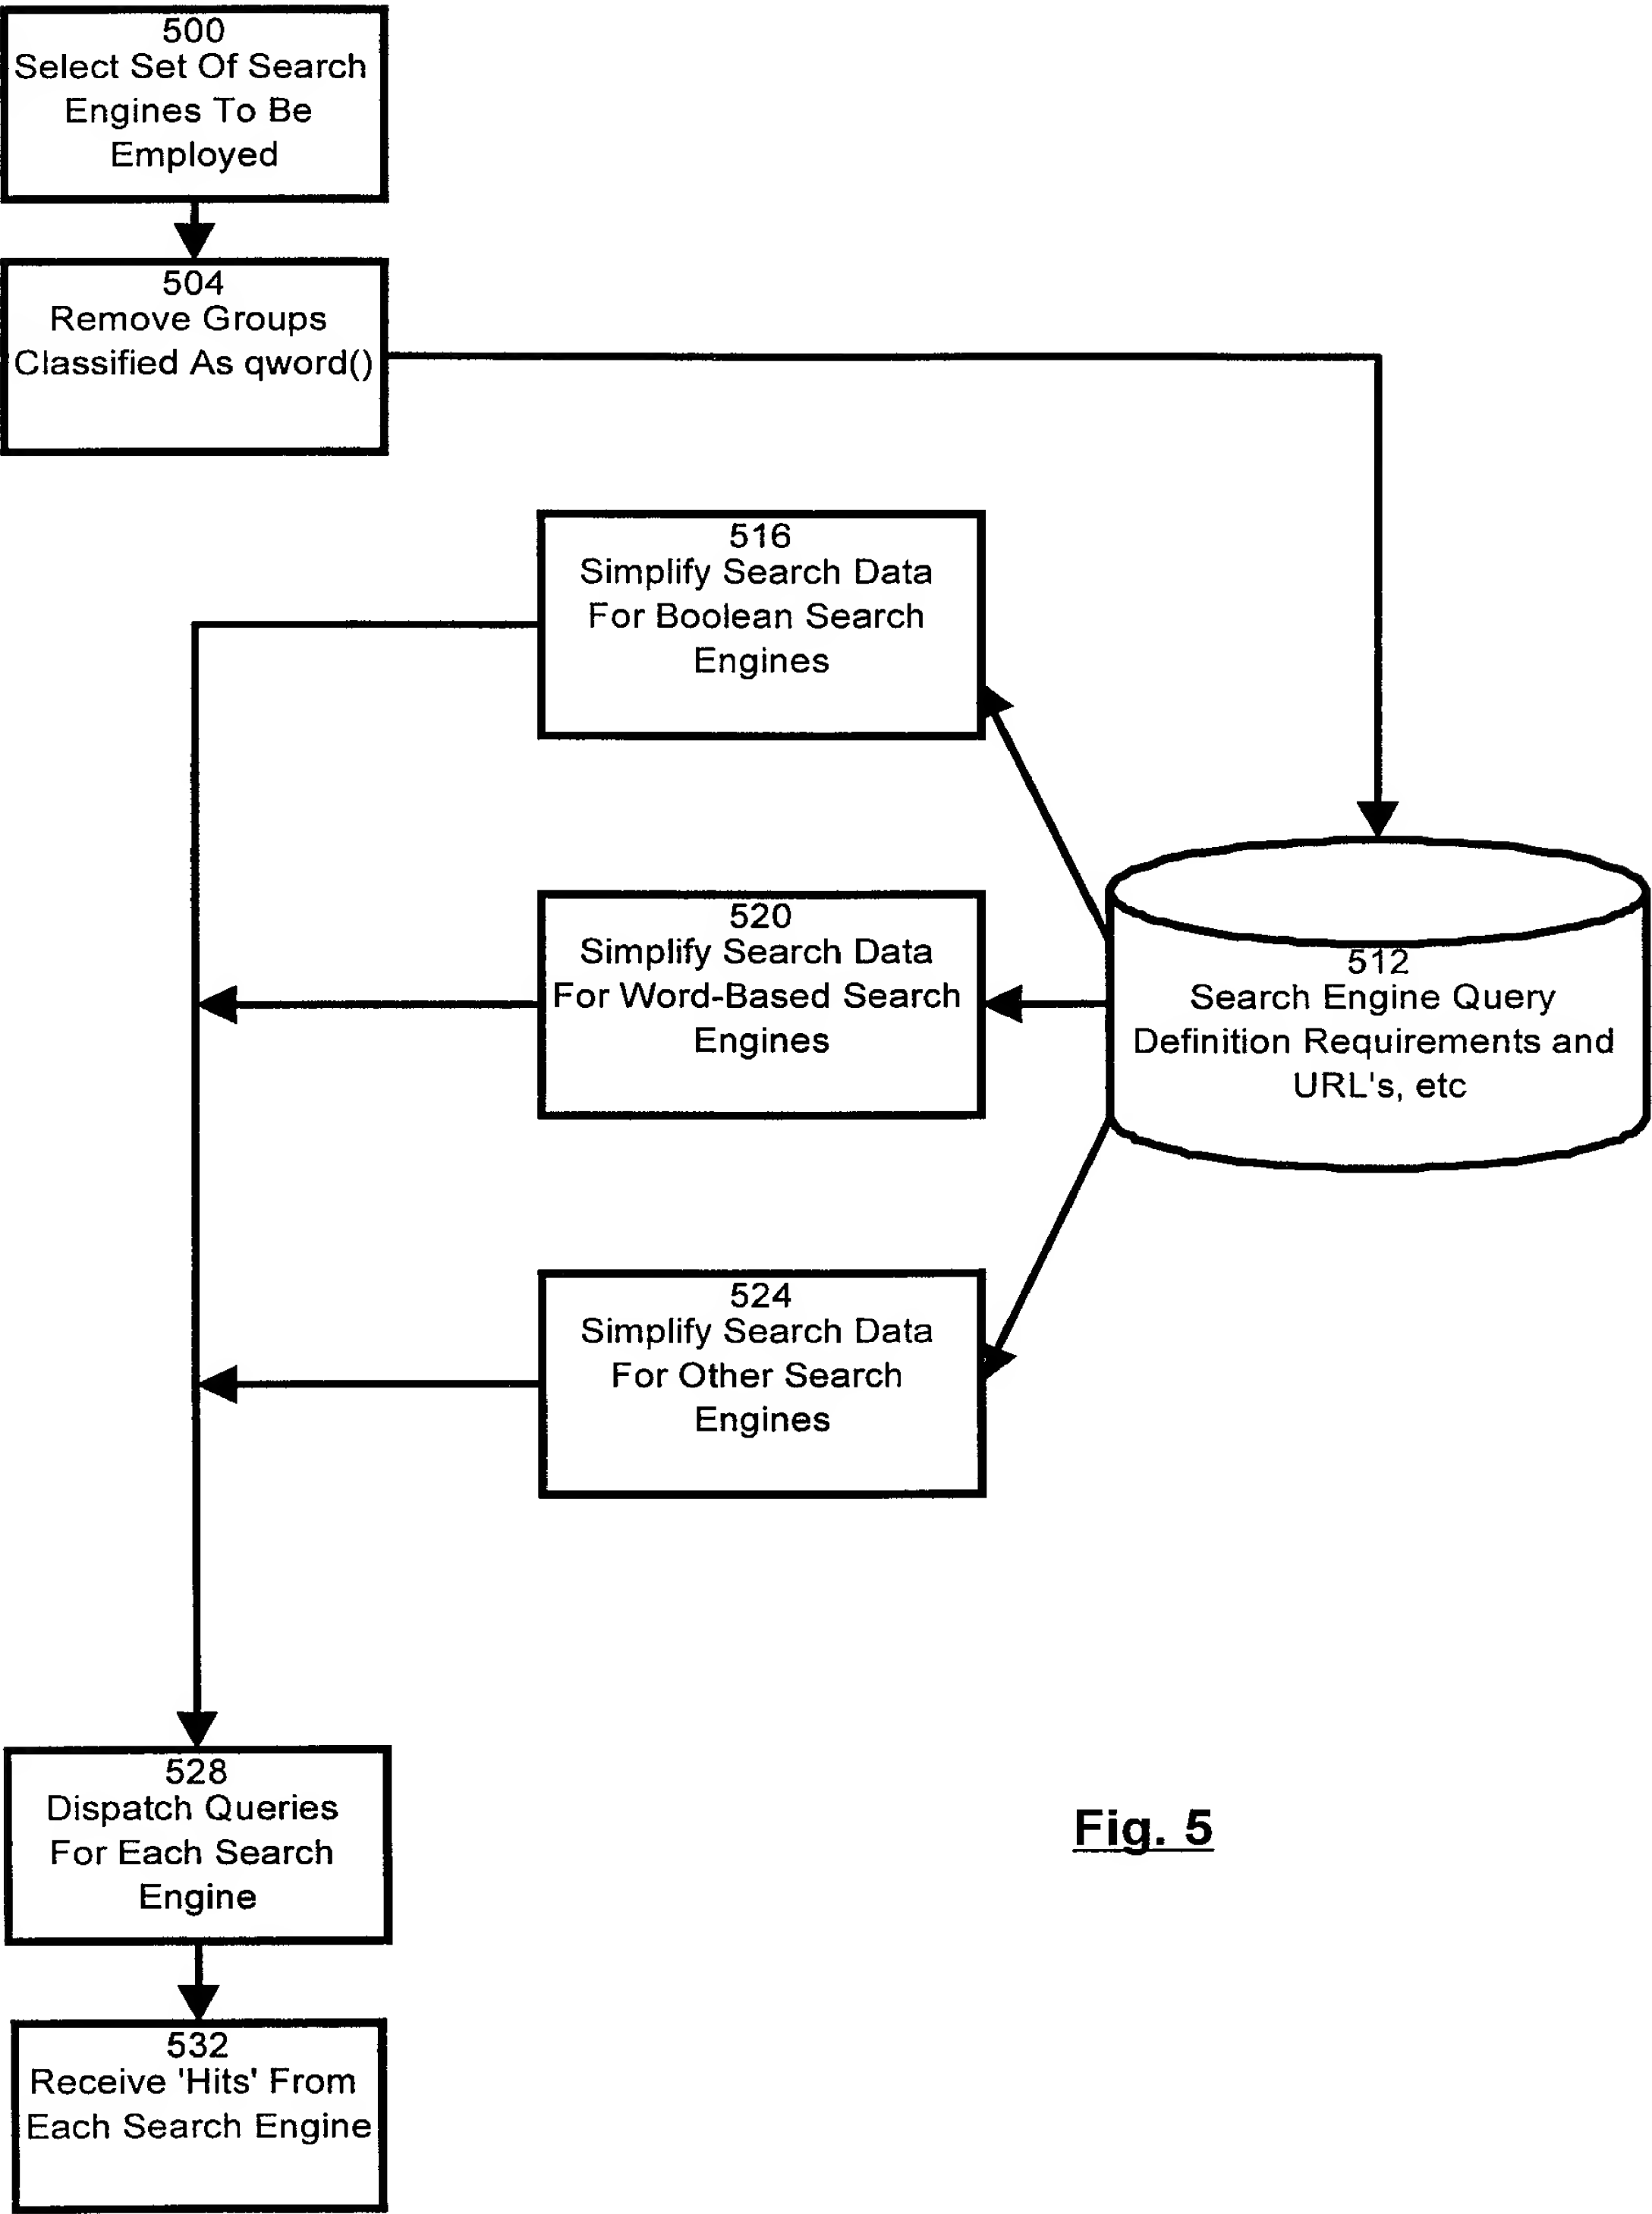 500
Select Set Of Search
Engines To Be
Employed
504
Remove Groups
Classified As qword()
516
Simplify Search Data
For Boolean Search
Engines
520
Simplify Search Data
For Word-Based Search
Engines
512
Search Engine Query
Definition Requirements and
URL's, etc
524
Simplify Search Data
For Other Search
Engines
528
Dispatch Queries
For Each Search
Engine
Fig. 5
532
Receive 'Hits' From
Each Search Engine